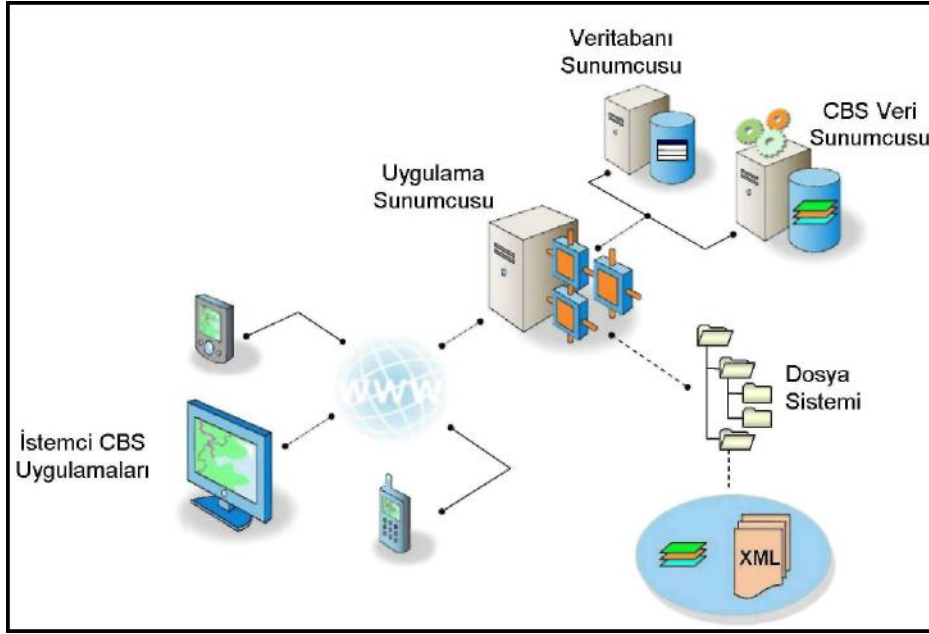 Veritabanı
Sunumcusu
CBS Veri
Sunumcusu
Uygulama
Sunumcusu
WWW
Dosya
Sistemi
İstemci CBS
Uygulamaları
XML